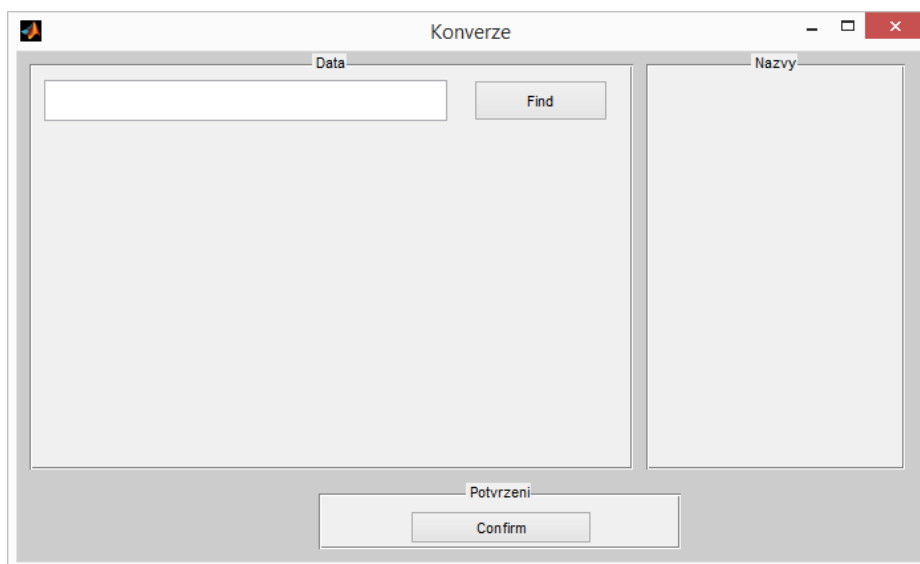 Konverze
Data
Nazvy
Find
Potvrzeni
Confirm